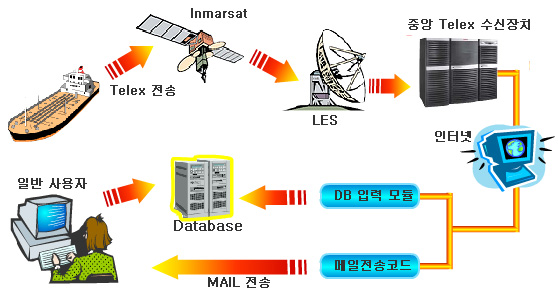 Inmarsat
중앙 Telex 수신장치
Telex 전송
LES
인터넷
일반 사용자
DB 입력 모듈
Database
메일전송코드
MAIL 전송